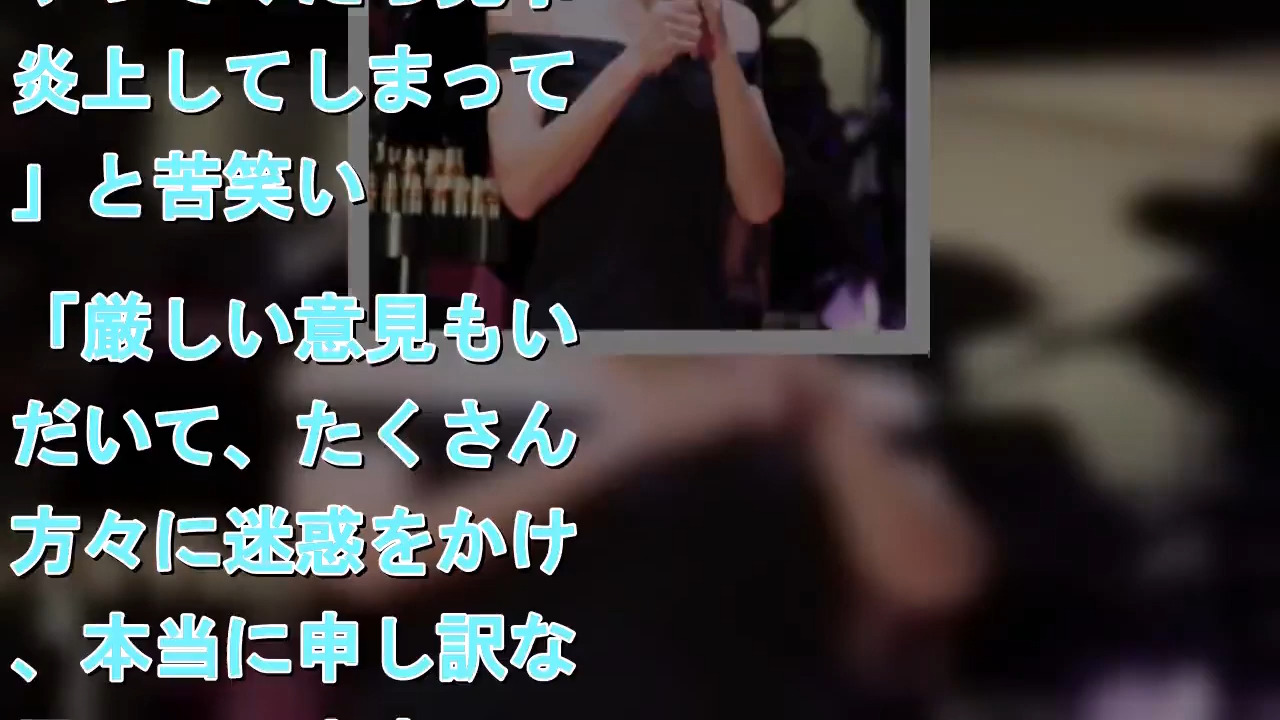 炎上してしまって
」と苦笑い
「厳しい意見もい
だいて、たくさん
方々に迷惑をかけ
、本当に申し訳な